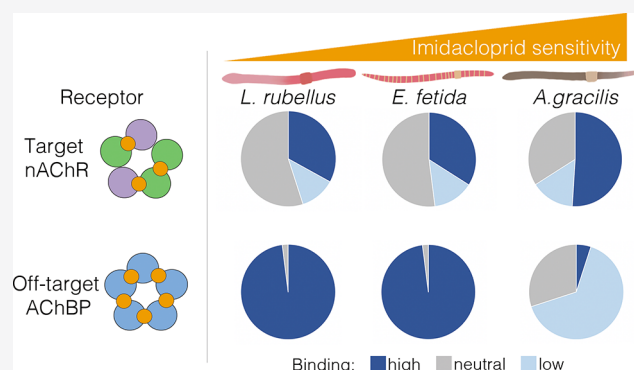 Imidacloprid sensitivity
Receptor
L. rubellus
E. fetida
A.gracilis
Target
nAChR
Off-target
AChBP
Binding: high neutral low